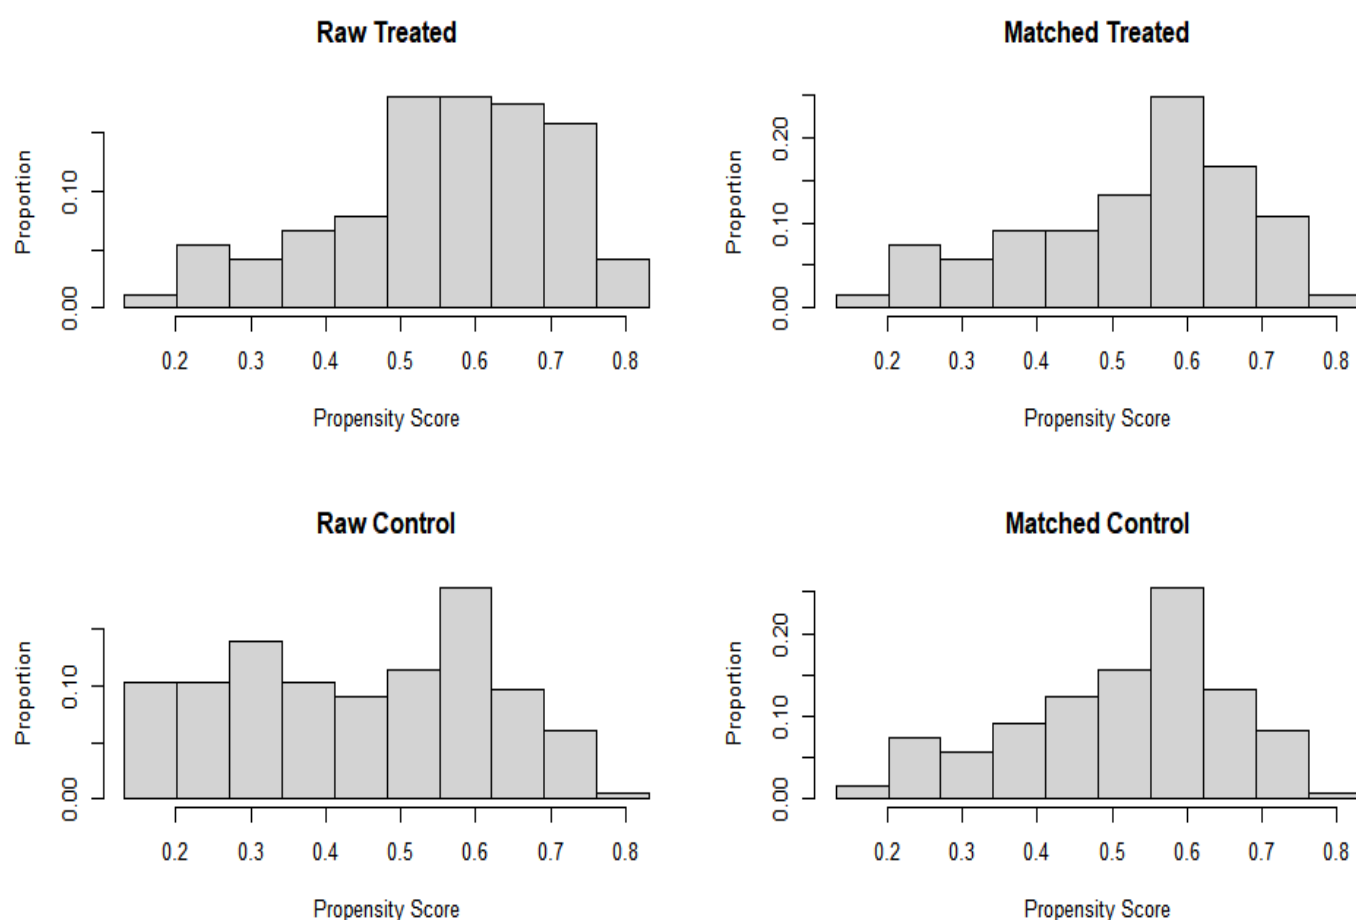 Raw Treated
Proportion
0.00 0.10
0.2 0.3 0.4 0.5 0.6 0.7 0.8
Propensity Score
Matched Treated
Proportion
0.00 0.10 0.20
0.2 0.3 0.4 0.5 0.6 0.7 0.8
Propensity Score
Raw Control
Proportion
0.00 0.10
0.2 0.3 0.4 0.5 0.6 0.7 0.8
Propensity Score
Matched Control
Proportion
0.00 0.10 0.20
0.2 0.3 0.4 0.5 0.6 0.7 0.8
Propensity Score